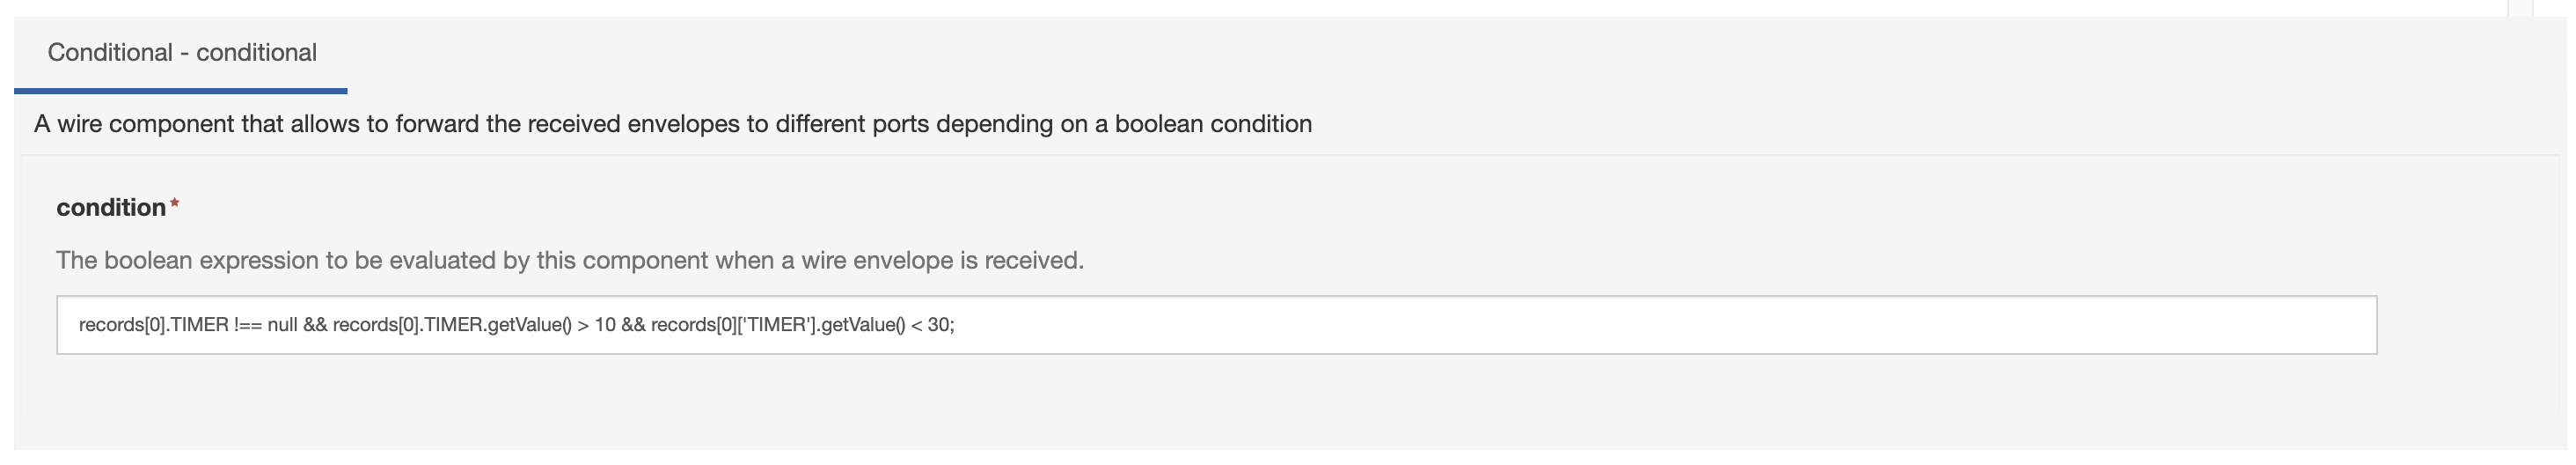 Conditional - conditional
A wire component that allows to forward the received envelopes to different ports depending on a boolean condition
condition*
The boolean expression to be evaluated by this component when a wire envelope is received.
records[0].TIMER !== null && records[0].TIMER.getValue() > 10 && records[0]['TIMER'].getValue() < 30;